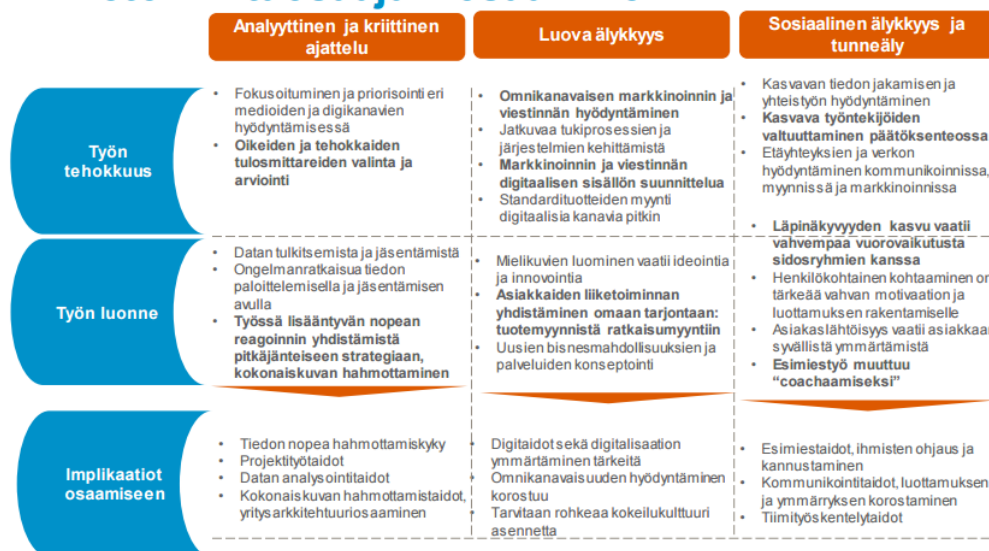 Analyyttinen ja kriittinen
ajattelu
Luova älykkyys
Sosiaalinen älykkyys ja
tunneäly
Työn
tehokkuus
• Fokusoituminen ja priorisointi eri
medioiden ja digikanavien
hyödyntämisessä
• Oikeiden ja tehokkaiden
tulosmittareiden valinta ja
arviointi
• Omnikanavaisen markkinoinnin ja
viestinnän hyödyntäminen
• Jatkuvaa tukiprosessien ja
järjestelmien kehittämistä
• Markkinoinnin ja viestinnän
digitaalisen sisällön suunnittelua
• Standardituotteiden myynti
digitaalisia kanavia pitkin
• Kasvavan tiedon jakamisen ja
yhteistyön hyödyntäminen
• Kasvava työntekijöiden
valtuuttaminen päätöksenteossa
• Etäyhteyksien ja verkon
hyödyntäminen kommunikoinnissa,
myynnissä ja markkinoinnissa
Työn luonne
• Datan tulkitsemista ja jäsentämistä
• Ongelmanratkaisua tiedon
paloittelemisella ja jäsentämisen
avulla
• Työssä lisääntyvän nopean
reagoinnin yhdistämistä
pitkäjänteiseen strategiaan,
kokonaiskuvan hahmottaminen
• Mielikuvien luominen vaatii ideointia
ja innovointia
• Asiakkaiden liiketoiminnan
yhdistäminen omaan tarjontaan:
tuotemyynnistä ratkaisumyyntiin
• Uusien bisnesmahdollisuuksien ja
palveluiden konseptointi
• Läpinäkyvyyden kasvu vaatii
vahvempaa vuorovaikutusta
sidosryhmien kanssa
• Henkilökohtainen kohtaaminen on
tärkeää vahvan motivaation ja
luottamuksen rakentamiselle
• Asiakaslähtöisyys vaatii asiakkaan
syvällistä ymmärtämistä
• Esimiestyö muuttuu
“coachaamiseksi”
Implikaatiot
osaamiseen
• Tiedon nopea hahmottamiskyky
• Projektityötaidot
• Datan analysointitaidot
• Kokonaiskuvan hahmottamistaidot,
yritysarkkitehtuuriosaaminen
• Digitaidot sekä digitalisaation
ymmärtäminen tärkeitä
• Omnikanavaisuuden hyödyntäminen
korostuu
• Tarvitaan rohkeaa kokeilukulttuuri
asennetta
• Esimiestaidot, ihmisten ohjaus ja
kannustaminen
• Kommunikointitaidot, luottamuksen
ja ymmärryksen korostaminen
• Tiimityöskentelytaidot